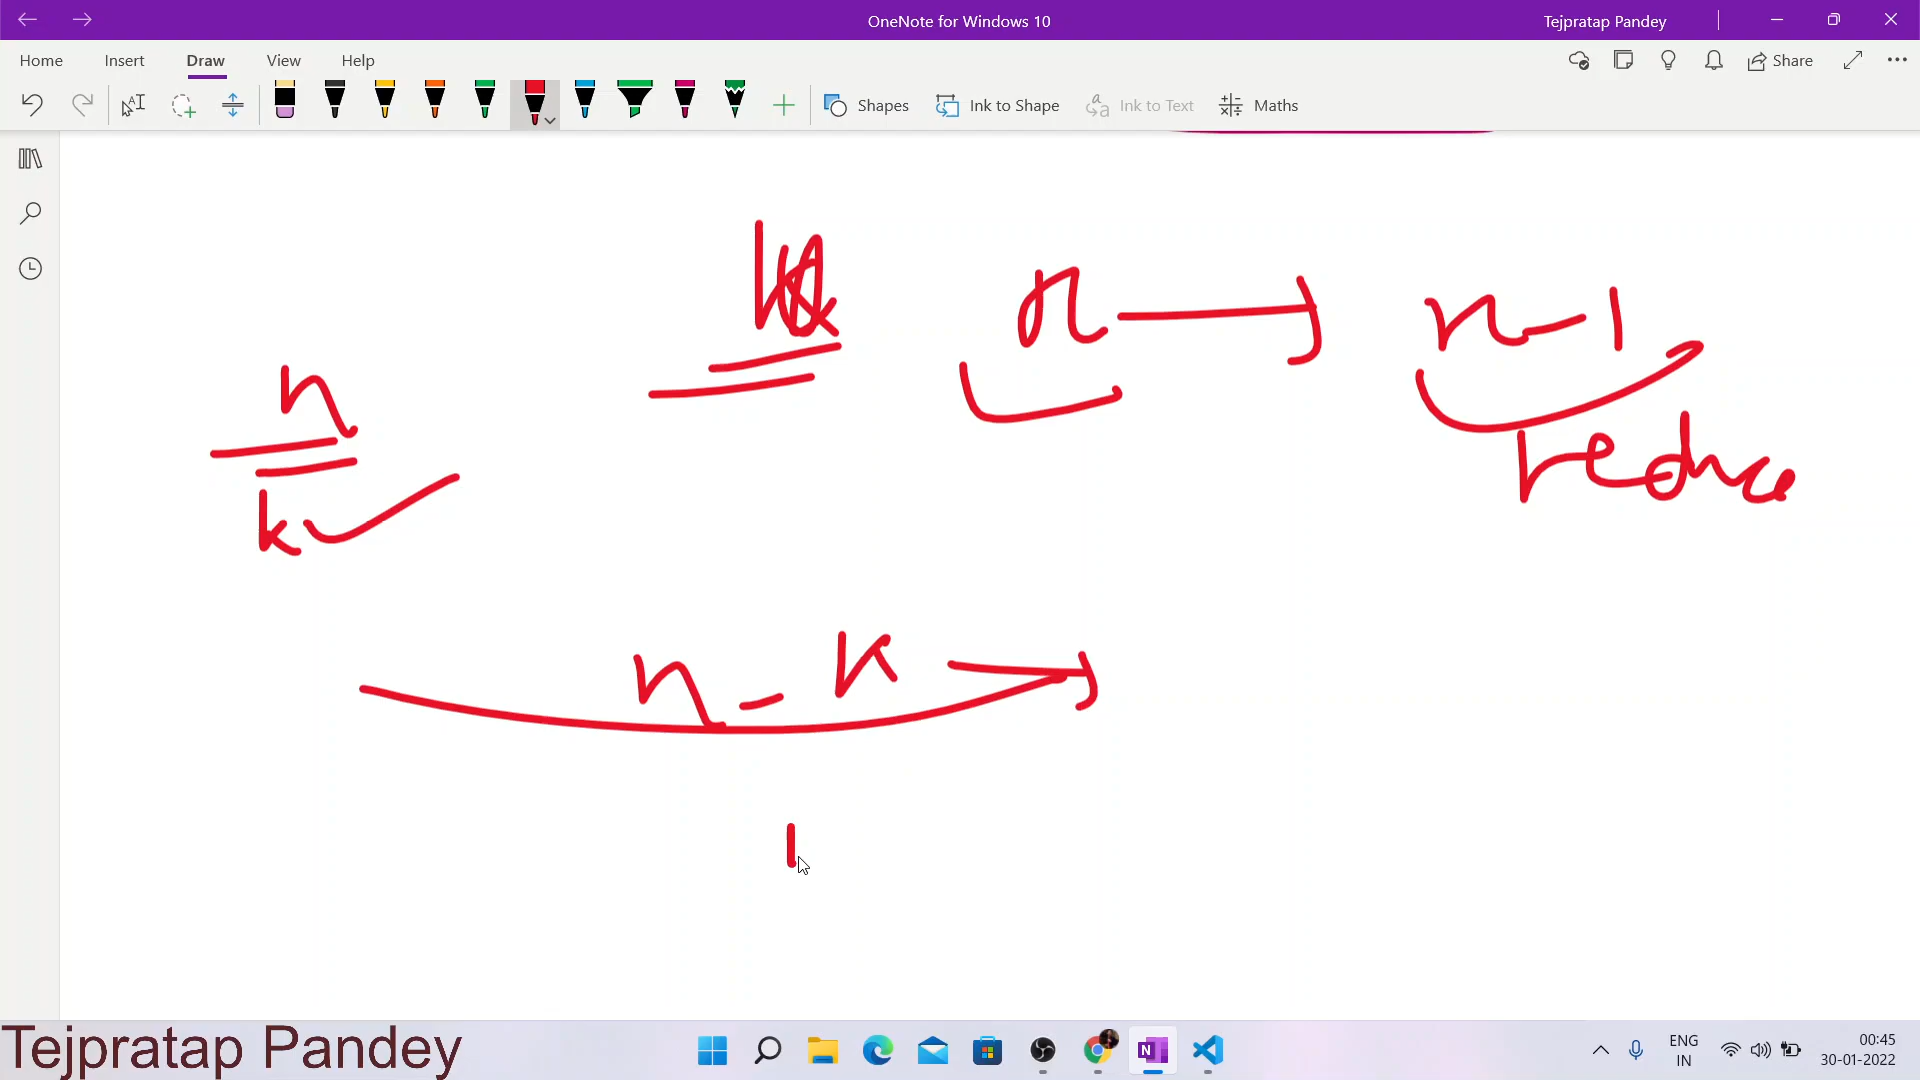 OneNote for Windows 10
Tejpratap Pandey
Home Insert Draw View Help
Share
Shapes Ink to Shape Ink to Text Maths
n → n-1
n
k
reduce
n - k →
Tejpratap Pandey
ENG
IN
00:45
30-01-2022